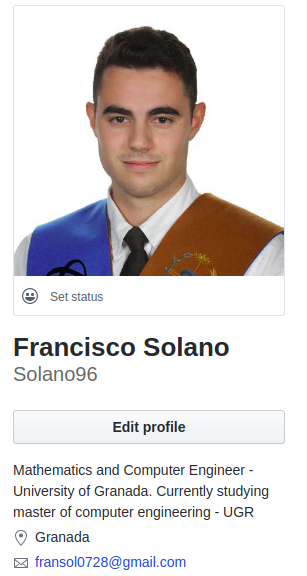 Set status
Francisco Solano
Solano96
Edit profile
Mathematics and Computer Engineer -
University of Granada. Currently studying
master of computer engineering - UGR
Granada
fransol0728@gmail.com